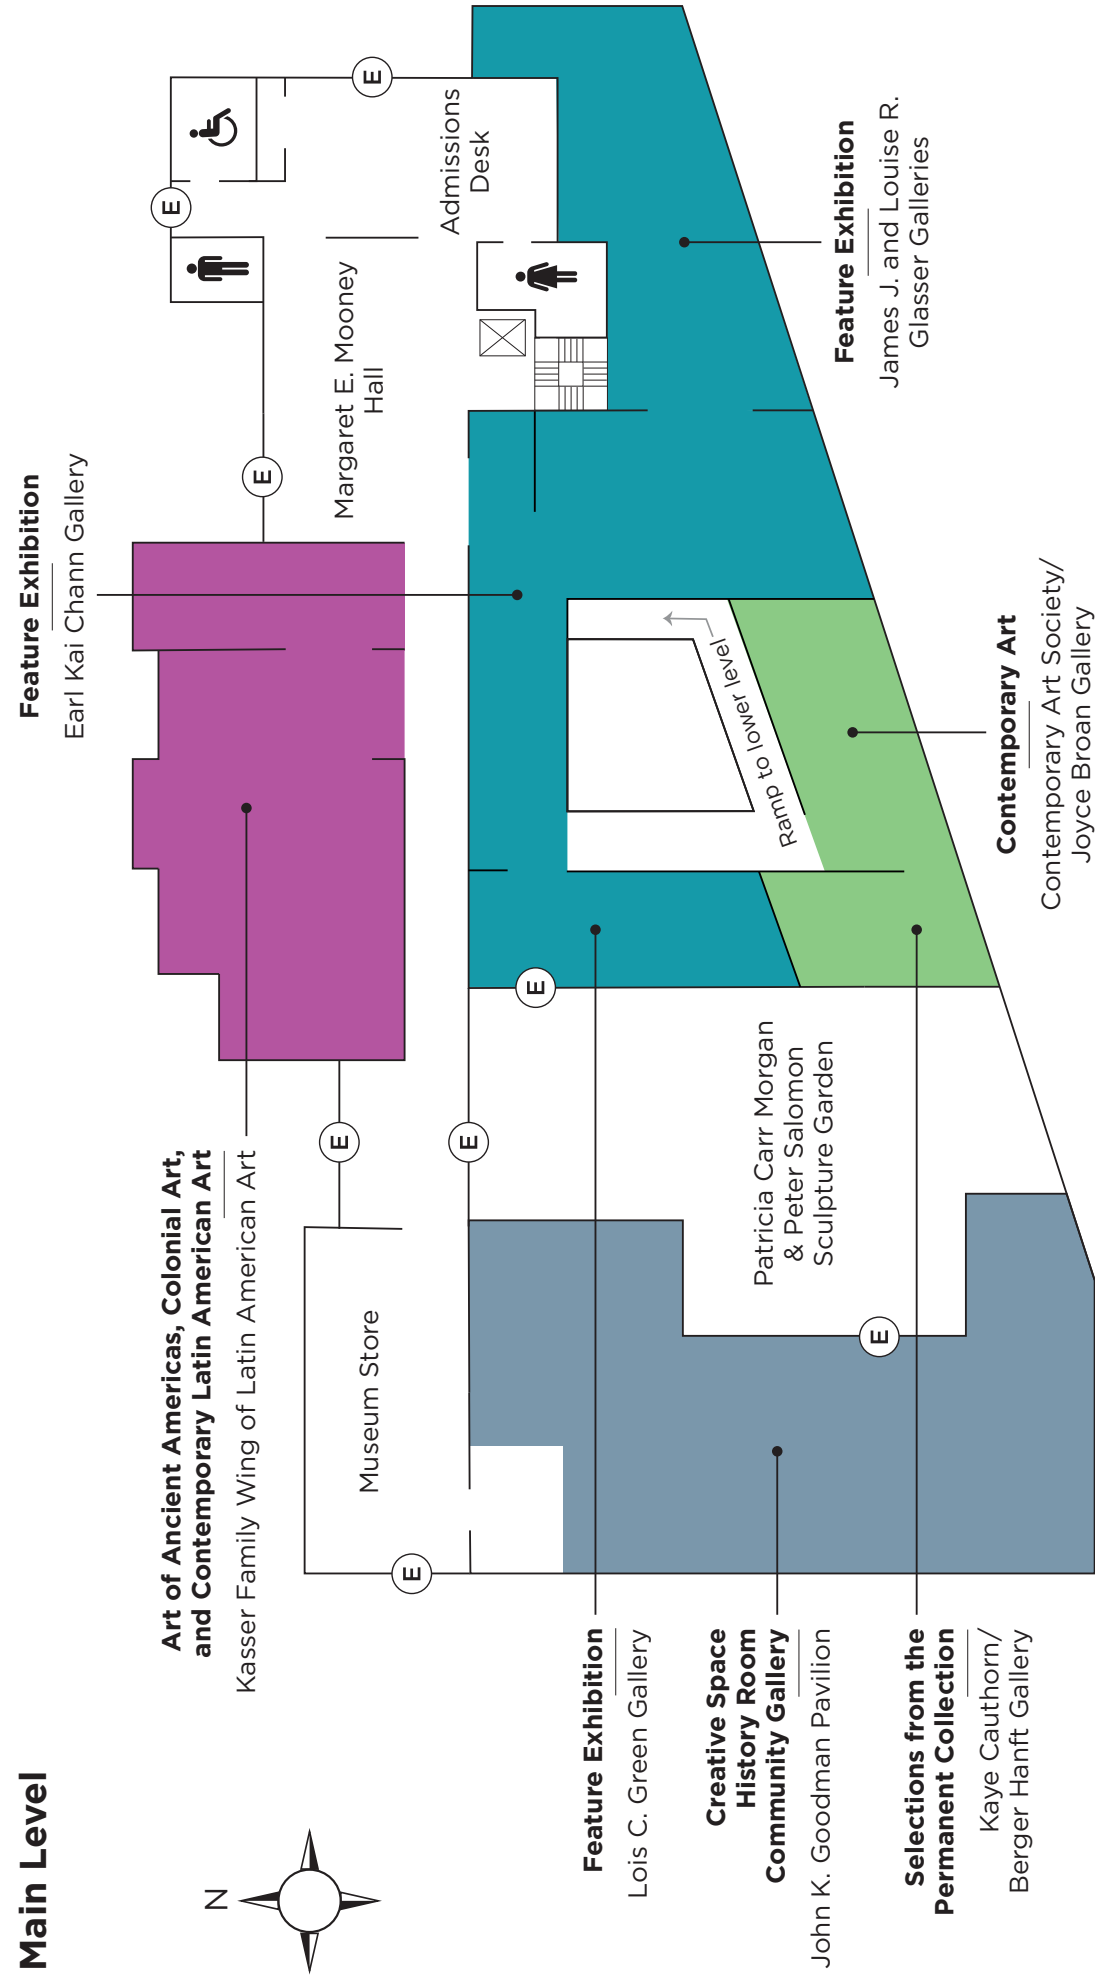 Main Level
N
Art of Ancient Americas, Colonial Art,
and Contemporary Latin American Art
Kasser Family Wing of Latin American Art
Feature Exhibition
Earl Kai Chann Gallery
E
E
E
E
E
E
E
E
Museum Store
Margaret E. Mooney
Hall
Admissions
Desk
Ramp to lower level
Patricia Carr Morgan
& Peter Salomon
Sculpture Garden
Feature Exhibition
Lois C. Green Gallery
Creative Space
History Room
Community Gallery
John K. Goodman Pavilion
Selections from the
Permanent Collection
Kaye Cauthorn/
Berger Hanft Gallery
Contemporary Art
Contemporary Art Society/
Joyce Broan Gallery
Feature Exhibition
James J. and Louise R.
Glasser Galleries